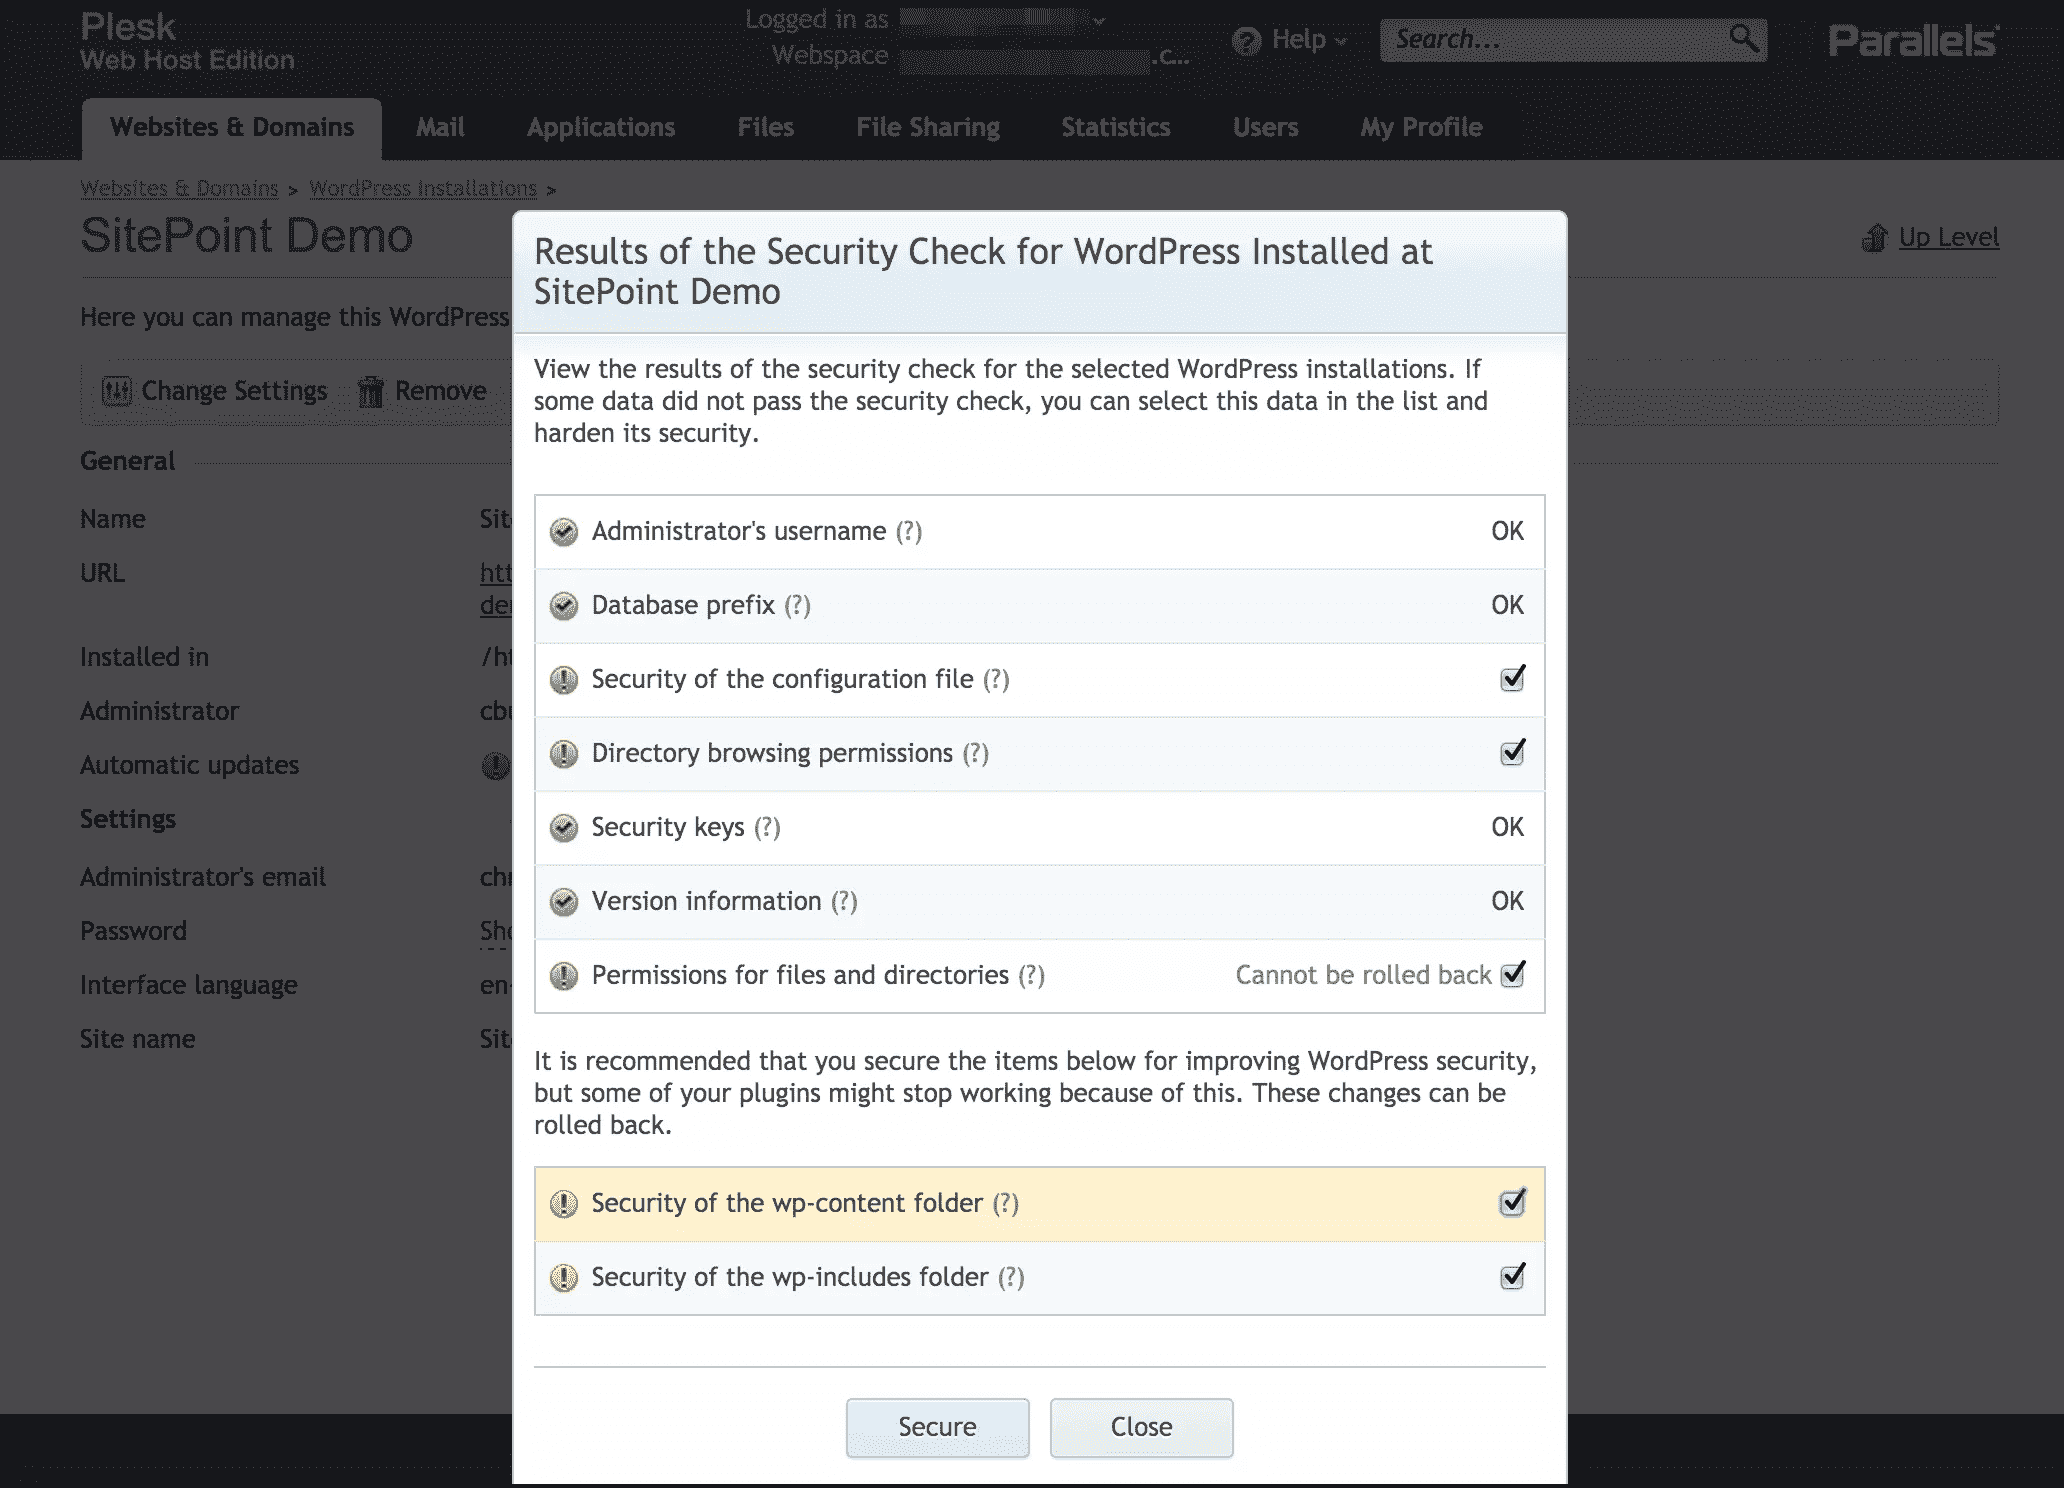 Plesk
Web Host Edition
Logged in as
Webspace .c...
Help
Search...
Parallels
Websites & Domains Mail Applications Files File Sharing Statistics Users My Profile
Websites & Domains > WordPress Installations >
SitePoint Demo
Up Level
Here you can manage this WordPress
Change Settings Remove
General
Name Sit
URL htt
de
Installed in /ht
Administrator cb
Automatic updates
Settings
Administrator's email ch
Password Sh
Interface language en-
Site name Sit
Results of the Security Check for WordPress Installed at
SitePoint Demo
View the results of the security check for the selected WordPress installations. If
some data did not pass the security check, you can select this data in the list and
harden its security.
Administrator's username (?) OK
Database prefix (?) OK
Security of the configuration file (?)
Directory browsing permissions (?)
Security keys (?) OK
Version information (?) OK
Permissions for files and directories (?) Cannot be rolled back
It is recommended that you secure the items below for improving WordPress security,
but some of your plugins might stop working because of this. These changes can be
rolled back.
Security of the wp-content folder (?)
Security of the wp-includes folder (?)
Secure Close